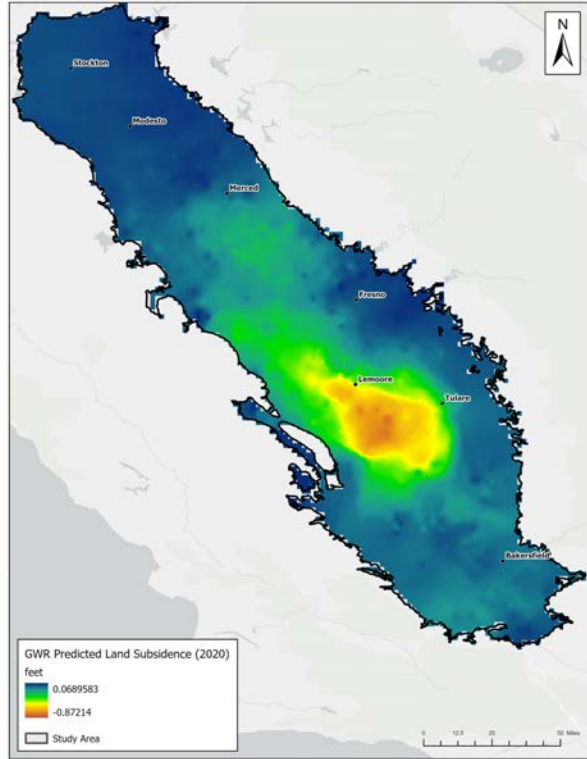 N
Stockton
Modesto
Merced
Fresno
Lemoore
Tulare
Bakersfield
GWR Predicted Land Subsidence (2020)
feet
0.0689583
-0.87214
Study Area
0 12.5 25 50 Miles